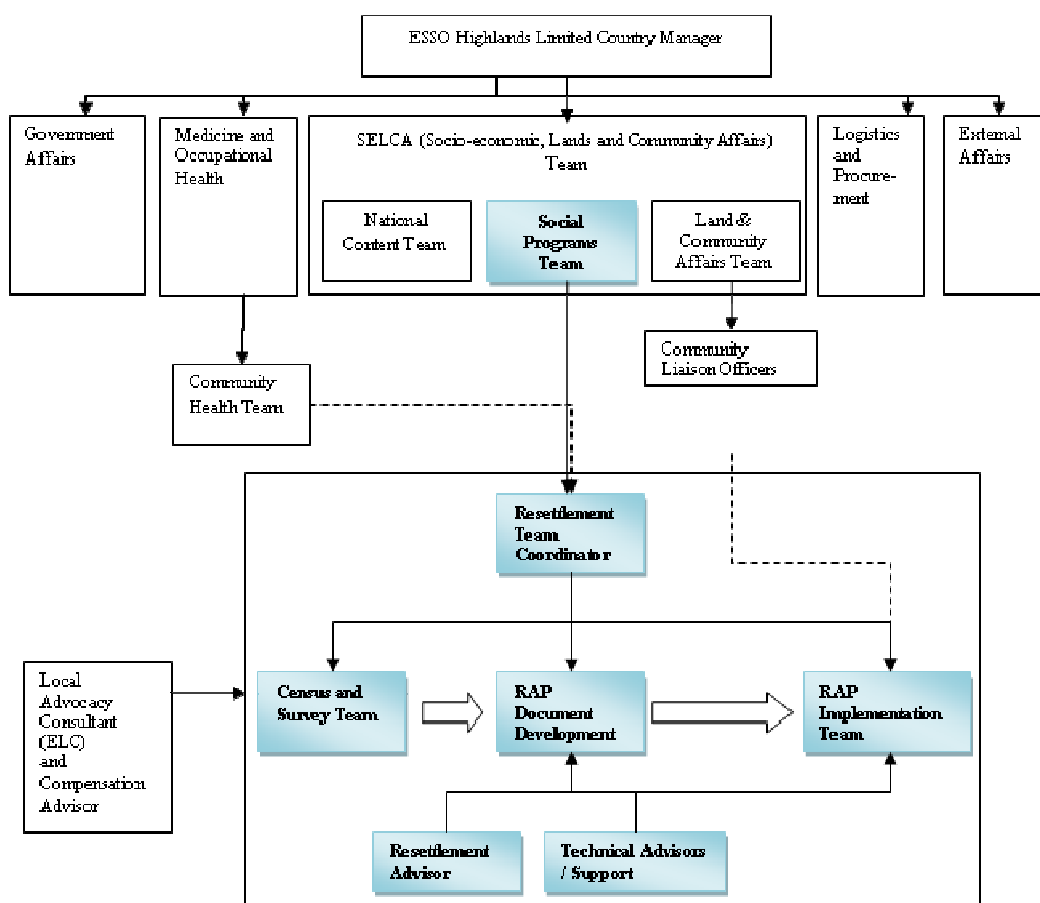 ESSO Highlands Limited Country Manager
Government
Affairs
Medicine and
Occupational
Health
SELCA (Socio-economic, Lands and Community Affairs)
Team
National
Content Team
Social
Programs
Team
Land &
Community
Affairs Team
Logistics
and
Procure-
ment
External
Affairs
Community
Liaison Officers
Community
Health Team
Resettlement
Team
Coordinator
Local
Advocacy
Consultant
(ELC)
and
Compensation
Advisor
Census and
Survey Team
RAP
Document
Development
RAP
Implementation
Team
Resettlement
Advisor
Technical Advisors
/ Support